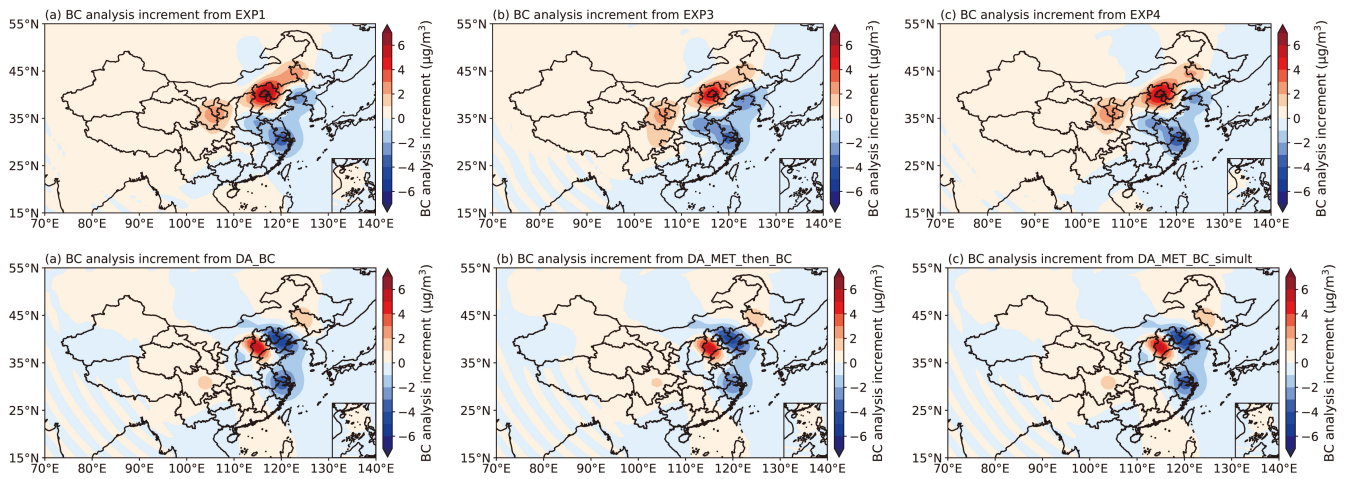 (a) BC analysis increment from EXP1
55°N
45°N
35°N
25°N
15°N
70°E 80°E 90°E 100°E 110°E 120°E 130°E 140°E
6
4
2
0
−2
−4
−6
BC analysis increment (μg/m³)
(b) BC analysis increment from EXP3
55°N
45°N
35°N
25°N
15°N
70°E 80°E 90°E 100°E 110°E 120°E 130°E 140°E
6
4
2
0
−2
−4
−6
BC analysis increment (μg/m³)
(c) BC analysis increment from EXP4
55°N
45°N
35°N
25°N
15°N
70°E 80°E 90°E 100°E 110°E 120°E 130°E 140°E
6
4
2
0
−2
−4
−6
BC analysis increment (μg/m³)
(a) BC analysis increment from DA_BC
55°N
45°N
35°N
25°N
15°N
70°E 80°E 90°E 100°E 110°E 120°E 130°E 140°E
6
4
2
0
−2
−4
−6
BC analysis increment (μg/m³)
(b) BC analysis increment from DA_MET_then_BC
55°N
45°N
35°N
25°N
15°N
70°E 80°E 90°E 100°E 110°E 120°E 130°E 140°E
6
4
2
0
−2
−4
−6
BC analysis increment (μg/m³)
(c) BC analysis increment from DA_MET_BC_simult
55°N
45°N
35°N
25°N
15°N
70°E 80°E 90°E 100°E 110°E 120°E 130°E 140°E
6
4
2
0
−2
−4
−6
BC analysis increment (μg/m³)